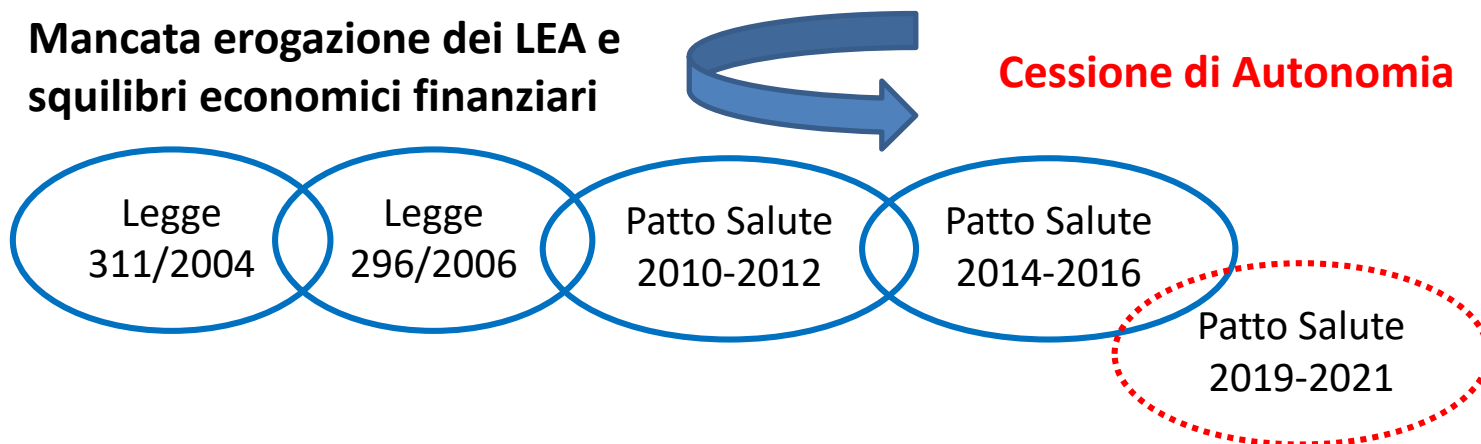 Mancata erogazione dei LEA e
squilibri economici finanziari
Cessione di Autonomia
Legge
311/2004
Legge
296/2006
Patto Salute
2010-2012
Patto Salute
2014-2016
Patto Salute
2019-2021